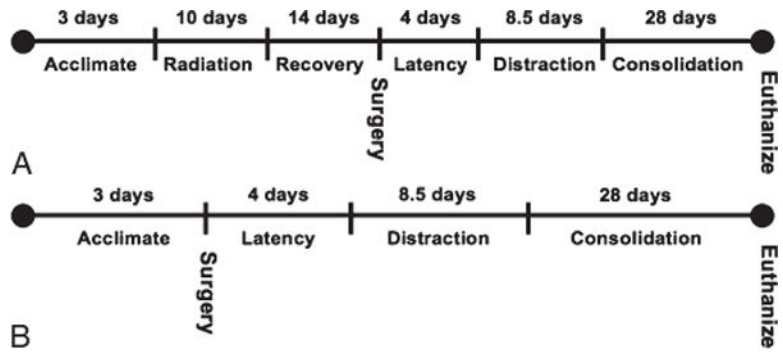 3 days 10 days 14 days 4 days 8.5 days 28 days
Acclimate Radiation Recovery Latency Distraction Consolidation
Surgery
Euthanize
A
3 days 4 days 8.5 days 28 days
Acclimate Latency Distraction Consolidation
Surgery
Euthanize
B